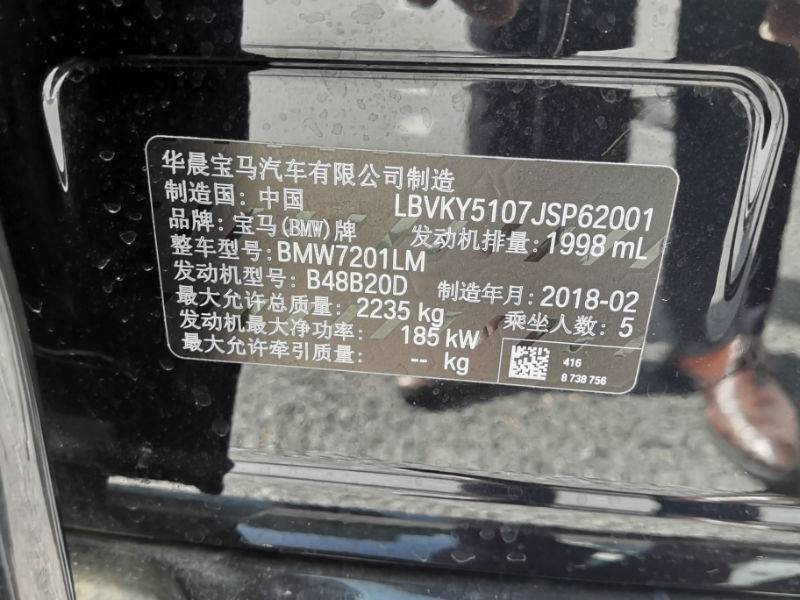 华晨宝马汽车有限公司制造
制造国：中国 LBVKY5107JSP62001
品牌：宝马(BMW)牌 发动机排量：1998 mL
整车型号：BMW7201LM
发动机型号：B48B20D 制造年月：2018-02
最大允许总质量：2235 kg 乘坐人数：5
发动机最大净功率：185 kW
最大允许牵引质量：-- kg
416
8 738 756